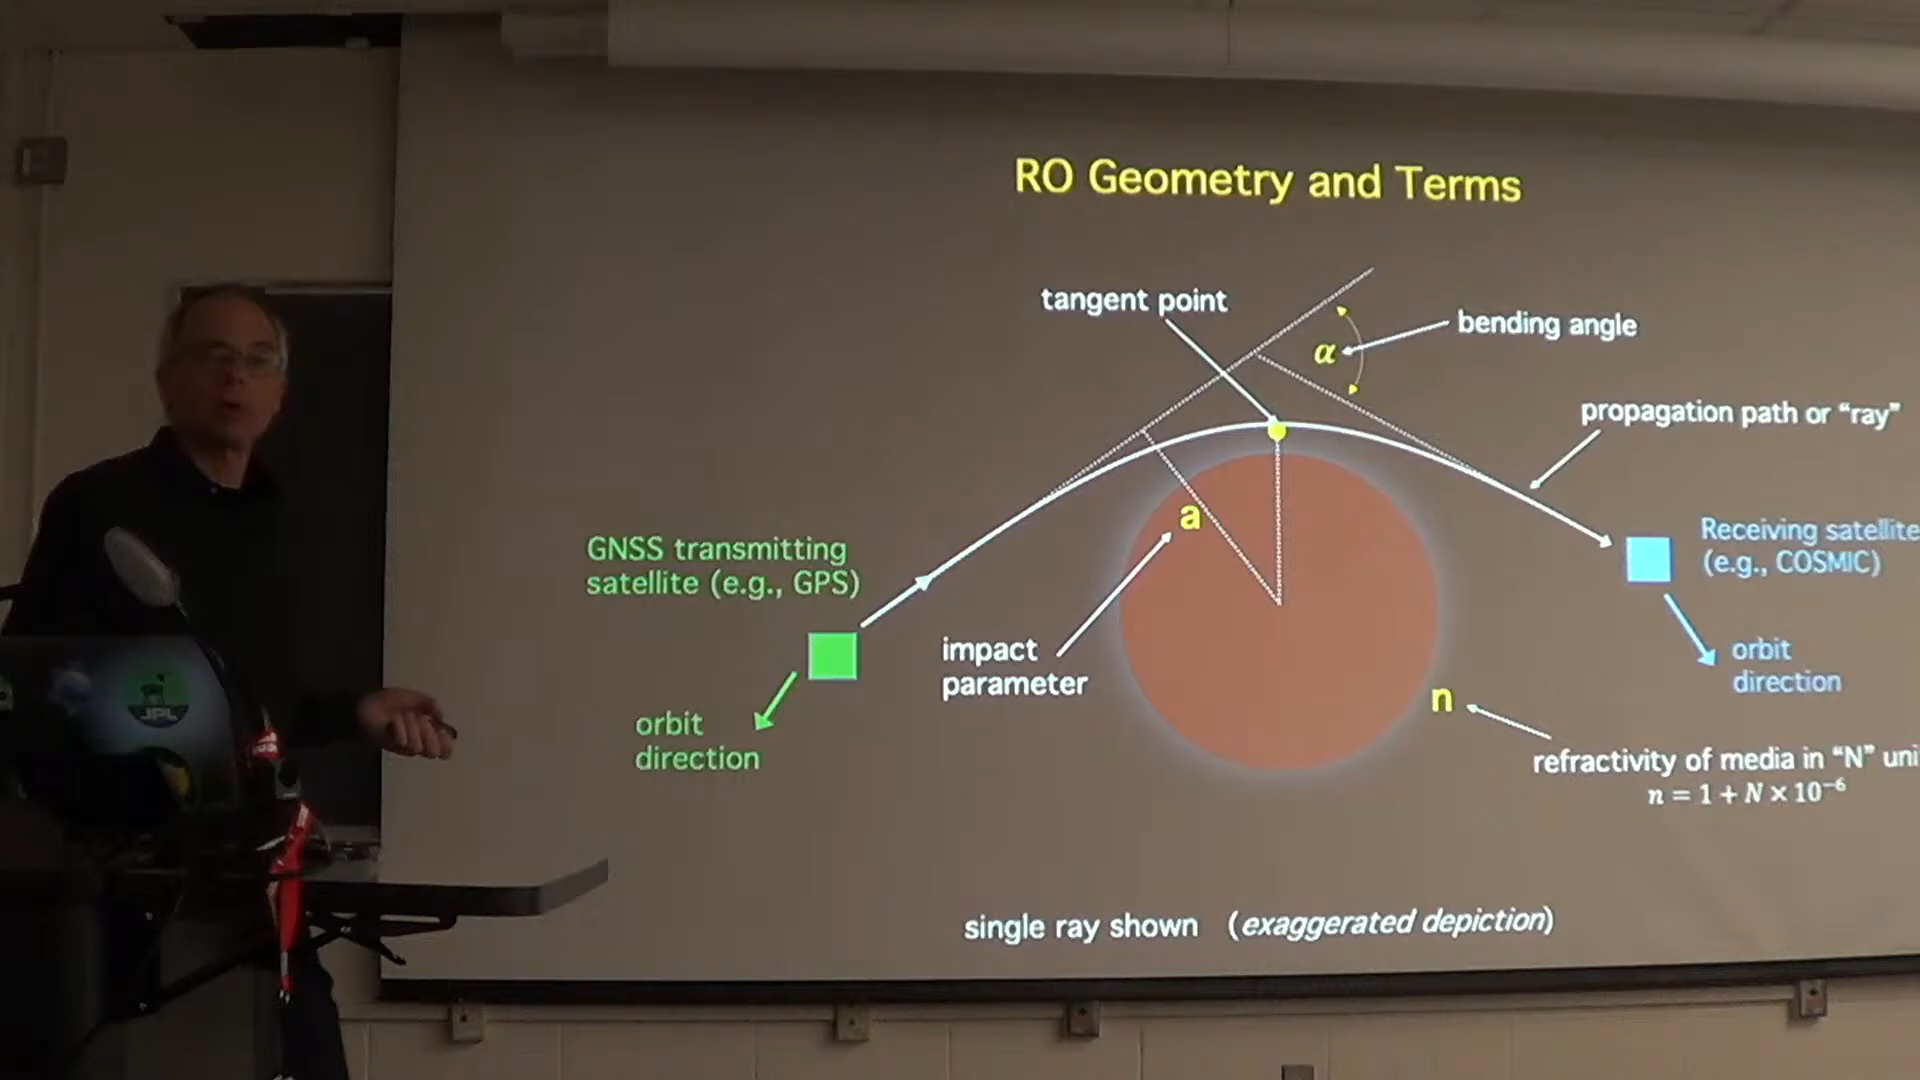 RO Geometry and Terms
tangent point
bending angle
α
propagation path or “ray”
a
GNSS transmitting
satellite (e.g., GPS)
Receiving satellite
(e.g., COSMIC)
impact
parameter
orbit
direction
n
orbit
direction
refractivity of media in “N”
n = 1 + N × 10⁻⁶
single ray shown (exaggerated depiction)
JPL